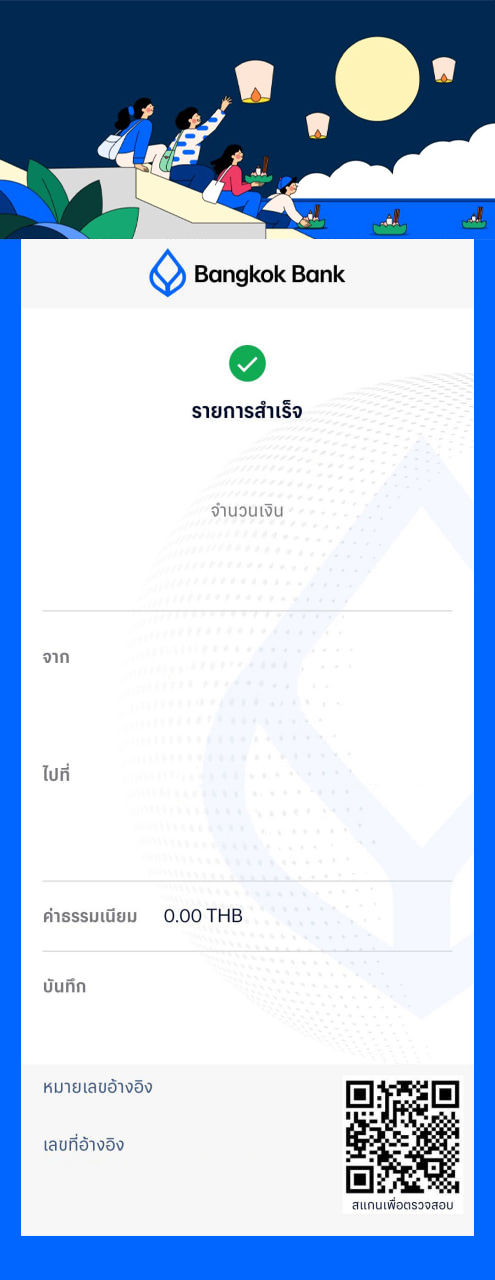 Bangkok Bank
รายการสำเร็จ
จำนวนเงิน
จาก
ไปที่
ค่าธรรมเนียม 0.00 THB
บันทึก
หมายเลขอ้างอิง
เลขที่อ้างอิง
สแกนเพื่อตรวจสอบ